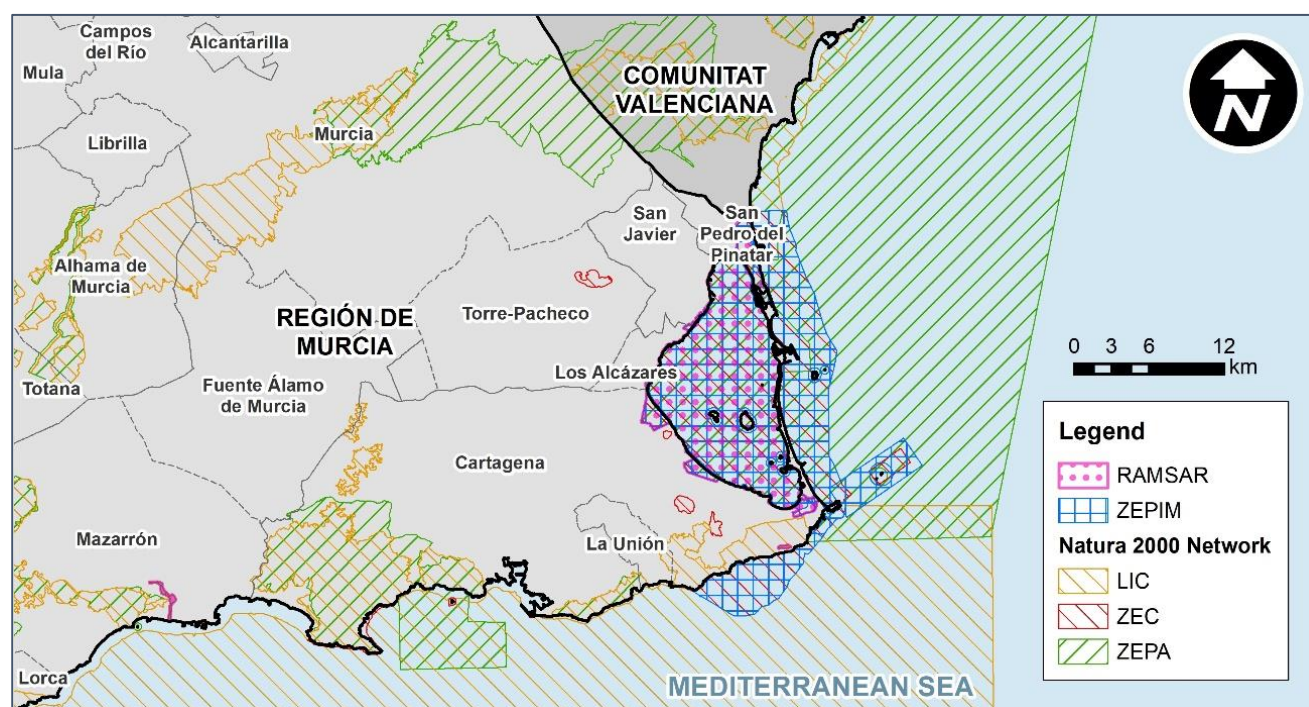 Campos
del Río
Alcantarilla
Mula
COMUNITAT
VALENCIANA
N
Murcia
Librilla
San
Javier
San
Pedro del
Pinatar
Alhama de
Murcia
REGIÓN DE
MURCIA
Torre-Pacheco
0 3 6 12
km
Los Alcázares
Totana
Fuente Álamo
de Murcia
Legend
Cartagena
RAMSAR
ZEPIM
Natura 2000 Network
Mazarrón
La Unión
LIC
ZEC
ZEPA
Lorca
MEDITERRANEAN SEA